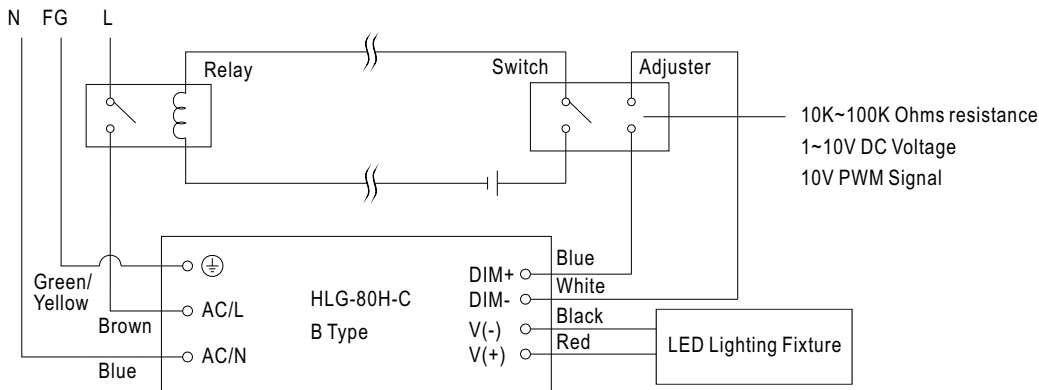 N FG L
Relay
Switch
Adjuster
10K~100K Ohms resistance
1~10V DC Voltage
10V PWM Signal
Green/
Yellow
Brown
Blue
AC/L
AC/N
HLG-80H-C
B Type
DIM+
DIM-
V(-)
V(+)
Blue
White
Black
Red
LED Lighting Fixture